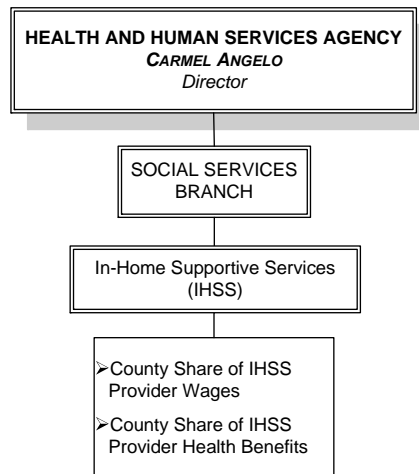 HEALTH AND HUMAN SERVICES AGENCY
CARMEL ANGELO
Director
SOCIAL SERVICES
BRANCH
In-Home Supportive Services
(IHSS)
➢County Share of IHSS
Provider Wages
➢County Share of IHSS
Provider Health Benefits